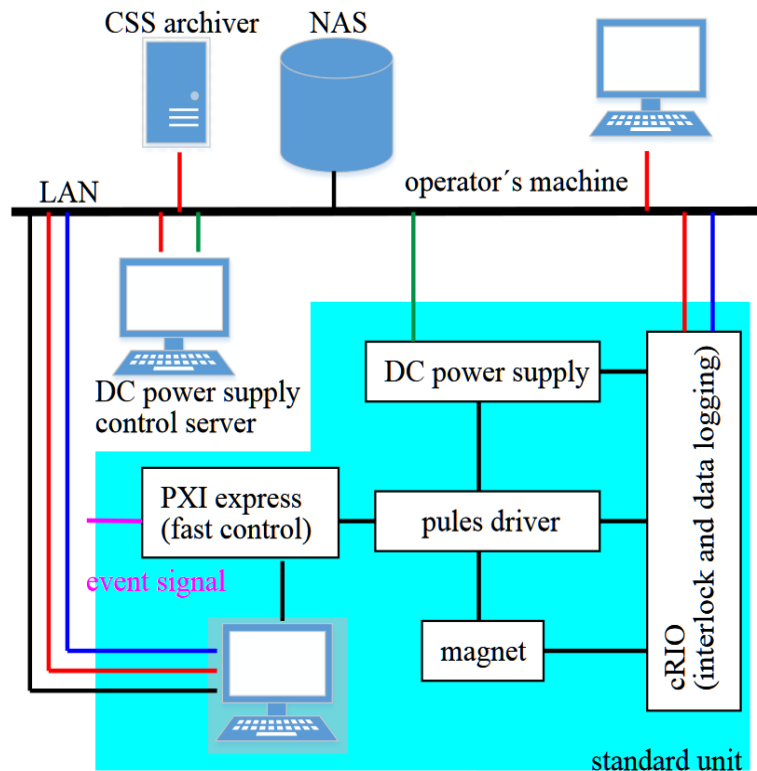 CSS archiver
NAS
operator´s machine
LAN
DC power supply
control server
DC power supply
PXI express
(fast control)
pules driver
event signal
magnet
cRIO
(interlock and data logging)
standard unit